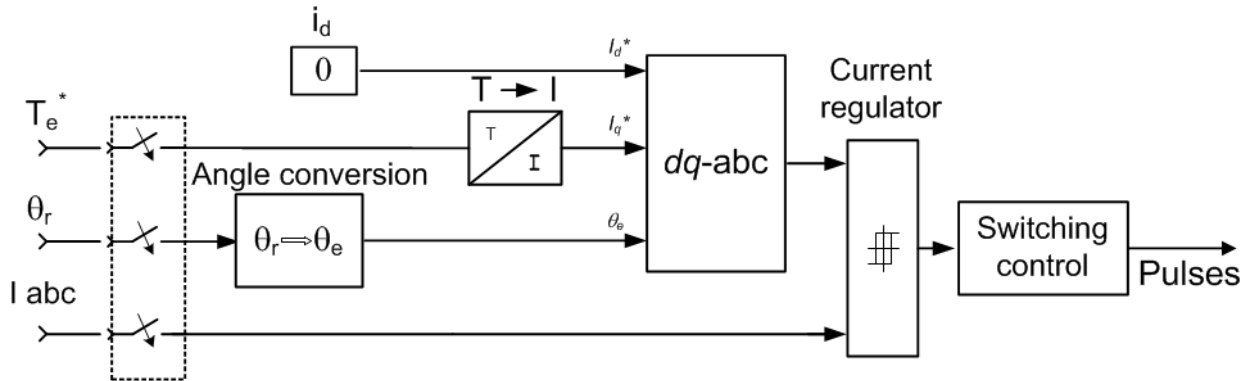 i_d
0
I_d*
T → I
Current
regulator
T_e*
T
I
I_q*
dq-abc
Angle conversion
θ_r
θ_r⇒θ_e
θ_e
Switching
control
Pulses
I abc